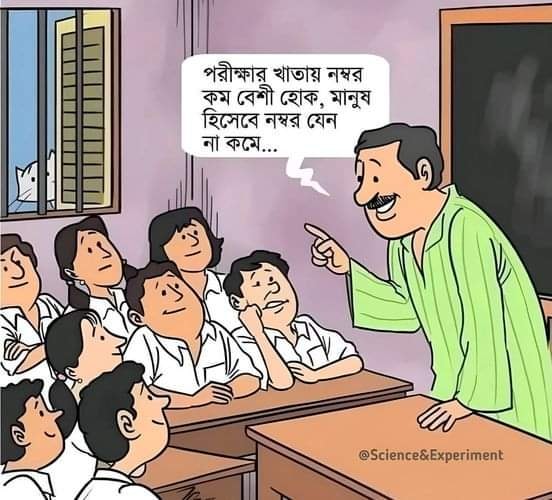 পরীক্ষার খাতায় নম্বর
কম বেশী হোক, মানুষ
হিসেবে নম্বর যেন
না কমে...
@Science&Experiment